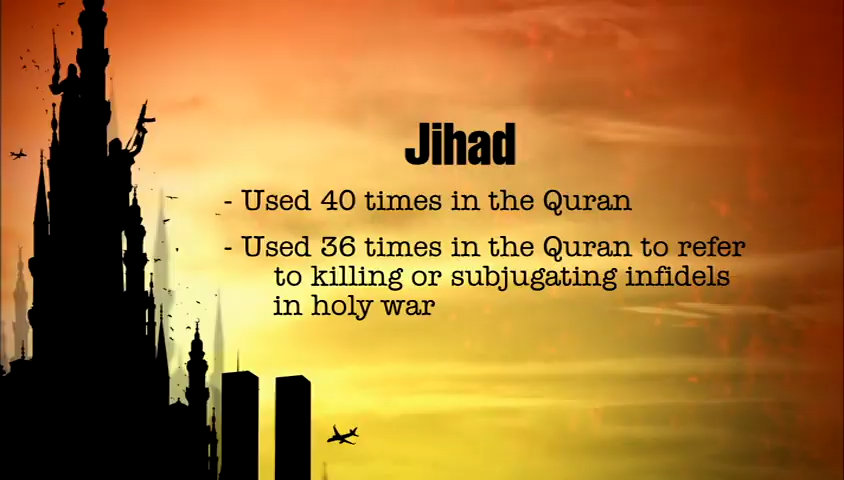 Jihad
- Used 40 times in the Quran
- Used 36 times in the Quran to refer
to killing or subjugating infidels
in holy war